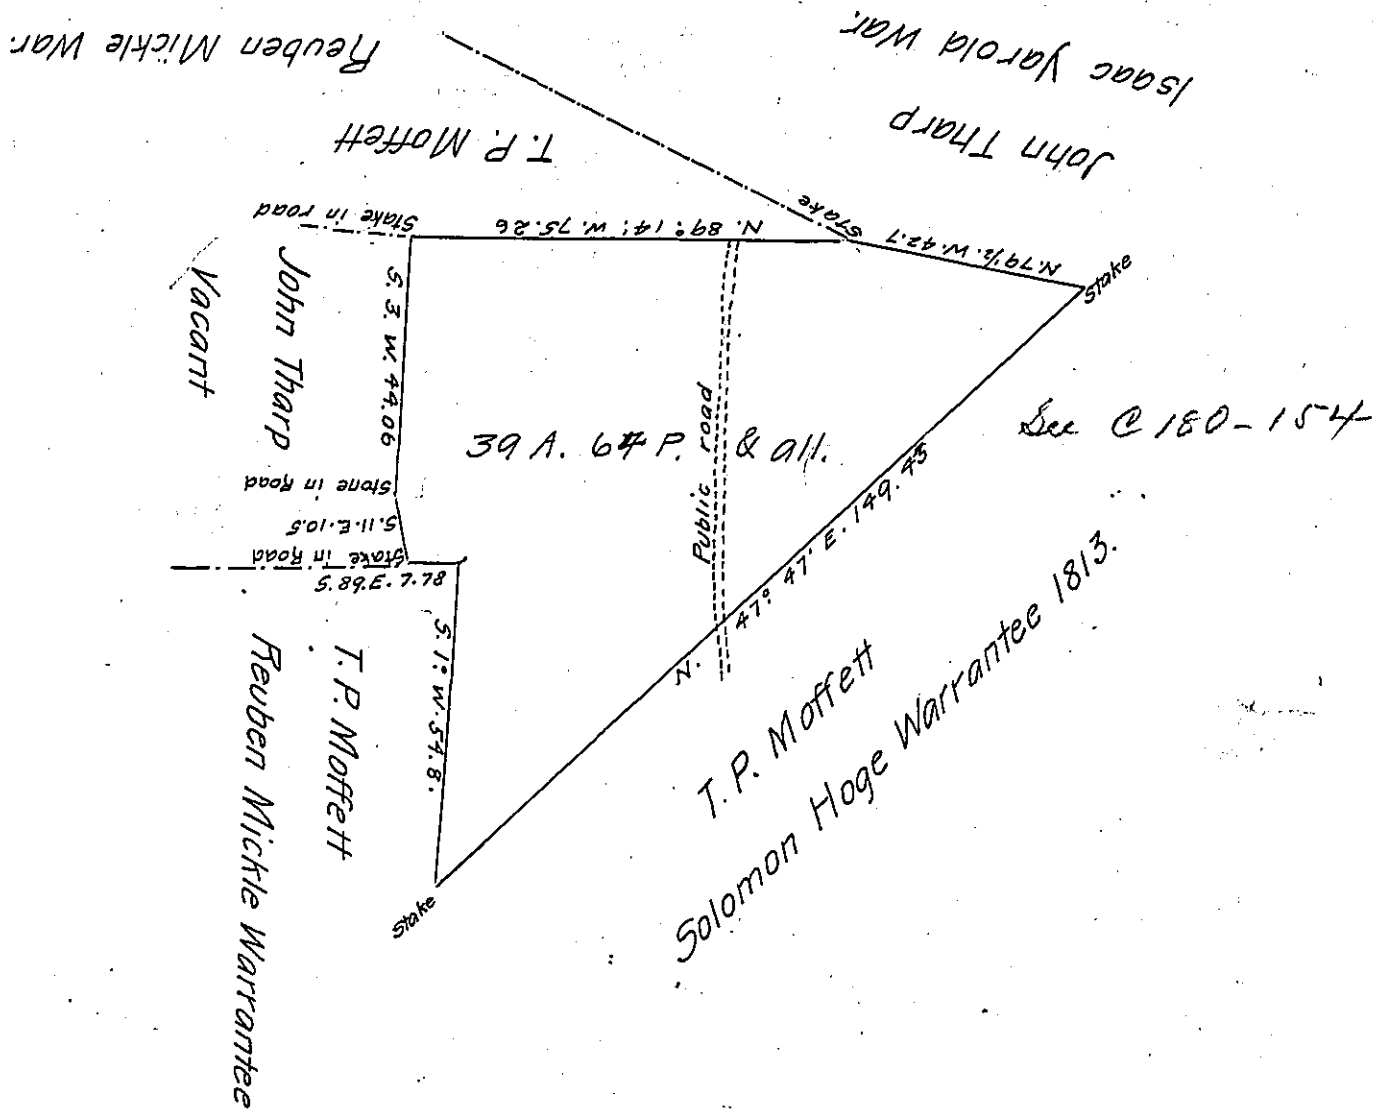 Reuben Mickle War.
Isaac Yarold War.
T. P. Moffett
John Tharp
Stake in road
N. 89° 14' W. 75.26
Stake
N. 79½ W. 42.7
Stake
Vacant
John Tharp
S. 3. W. 44.06
39 A. 64 P. & all.
Public road
See C 180-154
Stone in Road
S. 11. E. 10.5
Stake in Road
S. 89 E. 7.78
S. 1° W. 54.8.
N. 47° 47' E. 149.45
T. P. Moffett
Reuben Mickle Warrantee
T. P. Moffett
Solomon Hoge Warrantee 1813.
Stake